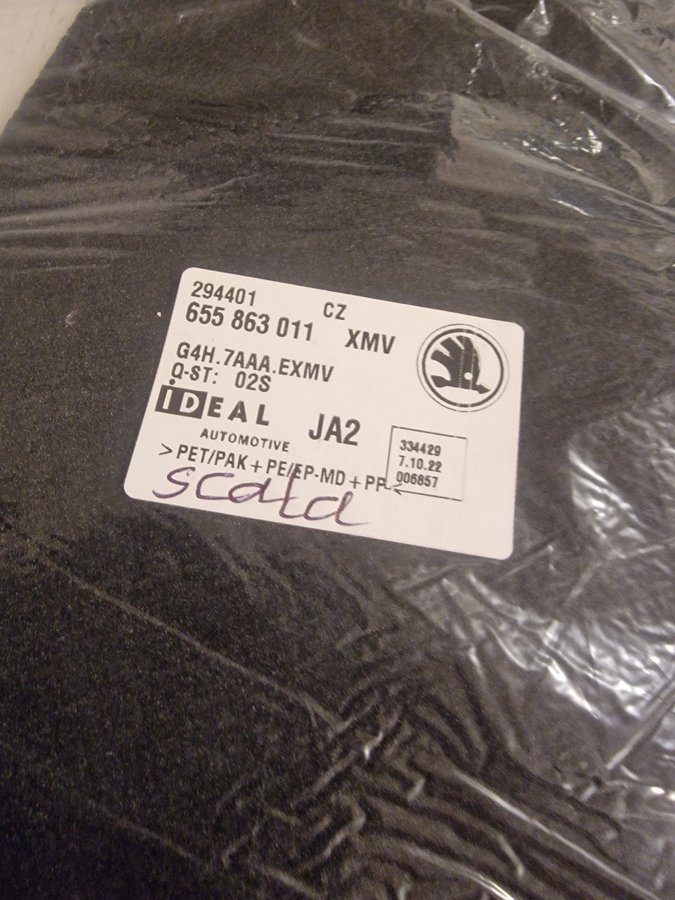 294401 CZ
655 863 011 XMV
G4H.7AAA.EXMV
Q-ST: 02S
iDEAL JA2
AUTOMOTIVE
334429
7.10.22
006857
>PET/PAK+PE/EP-MD+PP<
scala